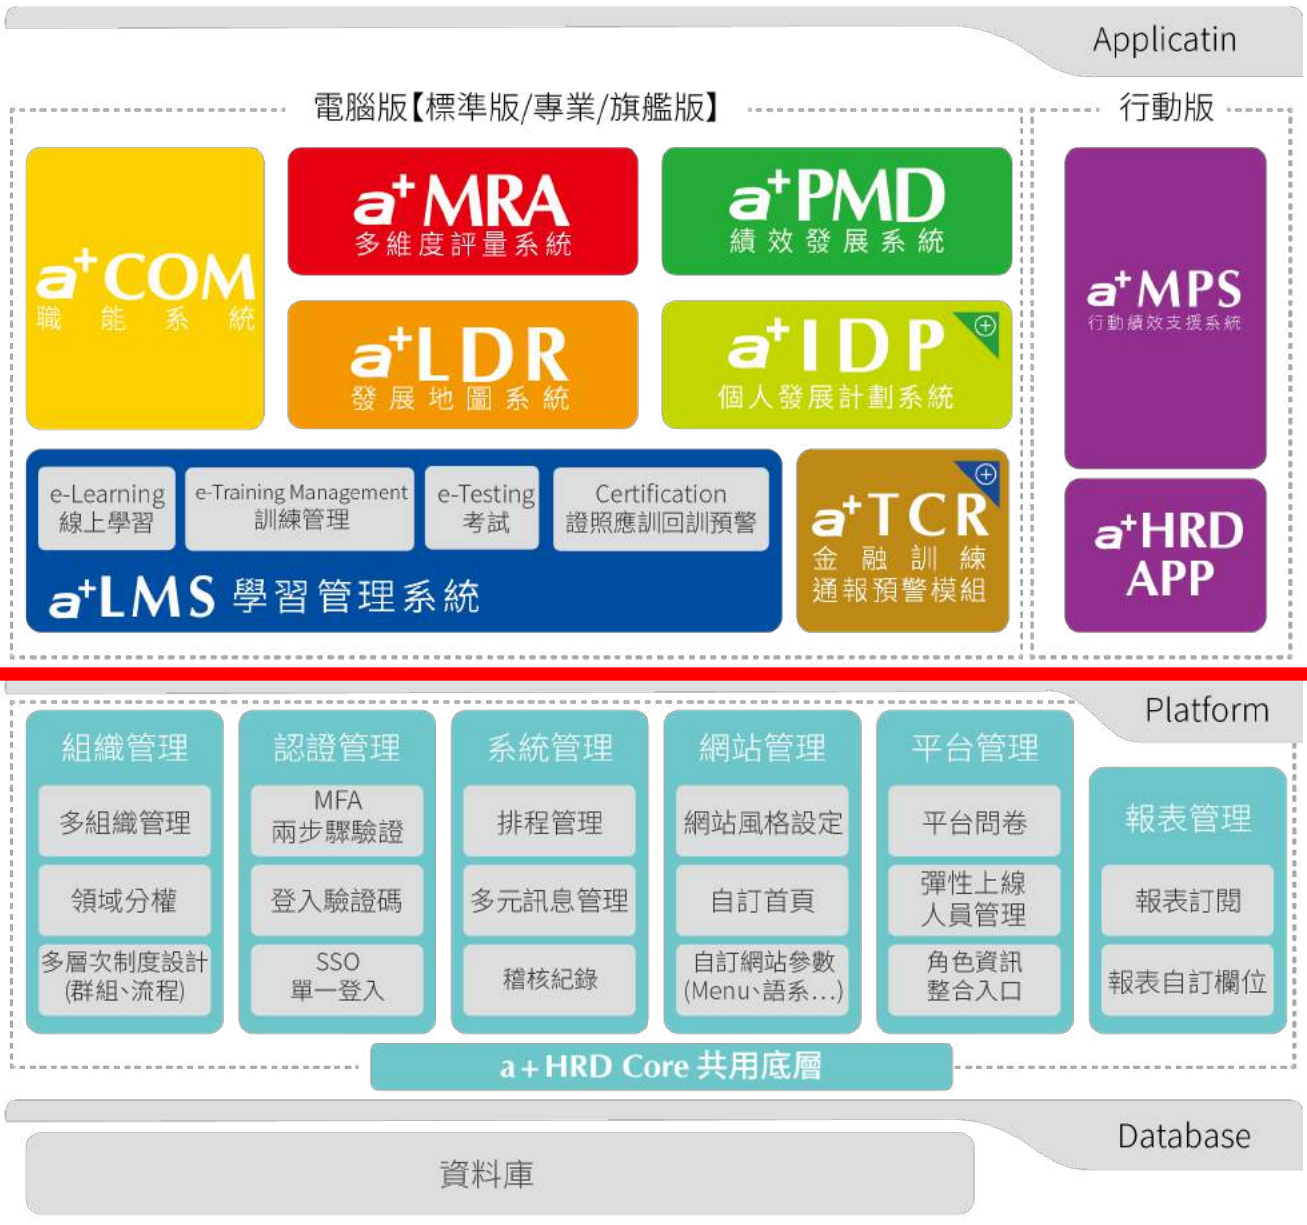 Applicatin
電腦版【標準版/專業/旗艦版】
行動版
a+COM
職能系統
a+MRA
多維度評量系統
a+PMD
績效發展系統
a+LDR
發展地圖系統
a+IDP
個人發展計劃系統
a+MPS
行動績效支援系統
e-Learning
線上學習
e-Training Management
訓練管理
e-Testing
考試
Certification
證照應訓回訓預警
a+LMS 學習管理系統
a+TCR
金融訓練
通報預警模組
a+HRD
APP
Platform
組織管理
多組織管理
領域分權
多層次制度設計
(群組、流程)
認證管理
MFA
兩步驟驗證
登入驗證碼
SSO
單一登入
系統管理
排程管理
多元訊息管理
稽核紀錄
網站管理
網站風格設定
自訂首頁
自訂網站參數
(Menu、語系...)
平台管理
平台問卷
彈性上線
人員管理
角色資訊
整合入口
報表管理
報表訂閱
報表自訂欄位
a+HRD Core 共用底層
Database
資料庫